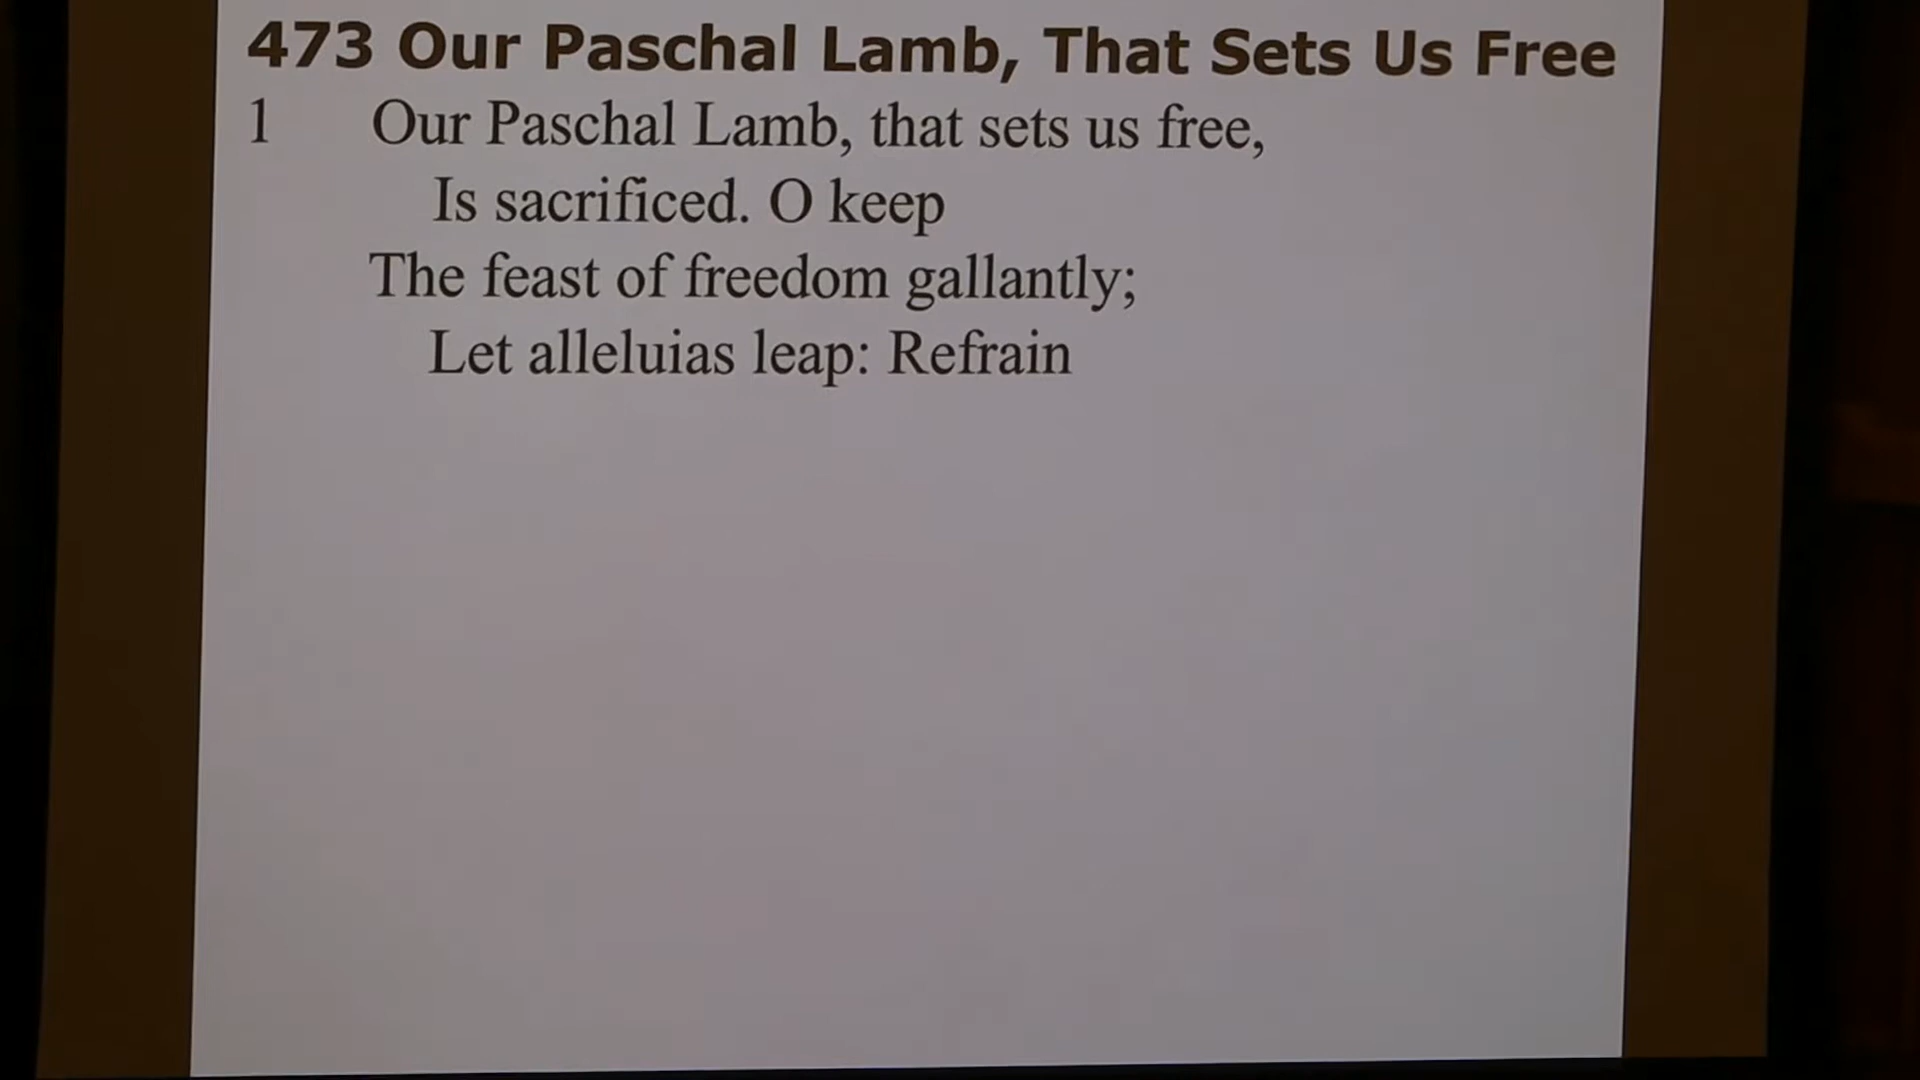 473 Our Paschal Lamb, That Sets Us Free
1 Our Paschal Lamb, that sets us free,
Is sacrificed. O keep
The feast of freedom gallantly;
Let alleluias leap: Refrain